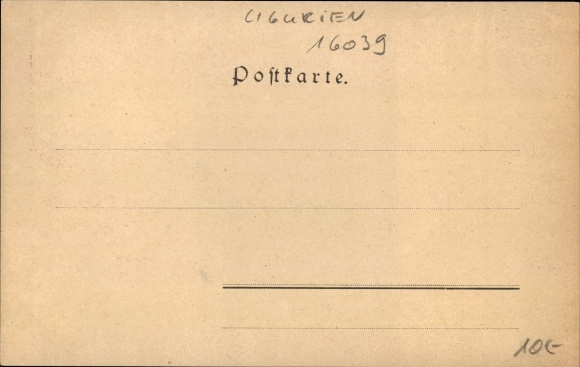 LIGURIEN
16039
Postkarte.
10€